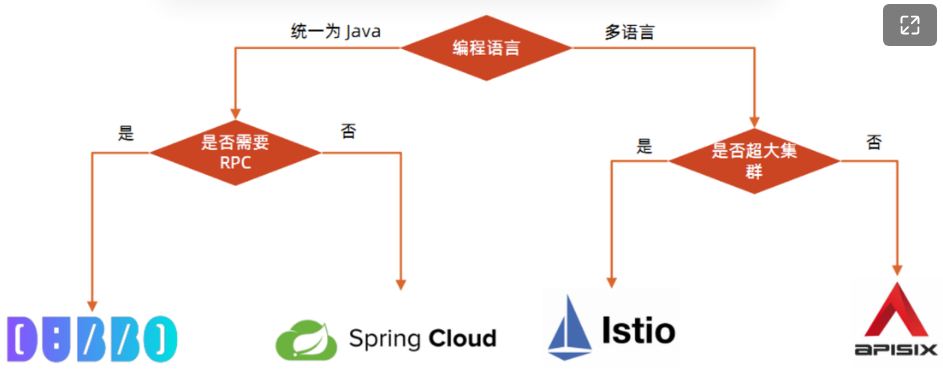 统一为 Java
编程语言
多语言
是
是否需要
RPC
否
是
是否超大集
群
否
DUBBO
Spring Cloud
Istio
APISIX